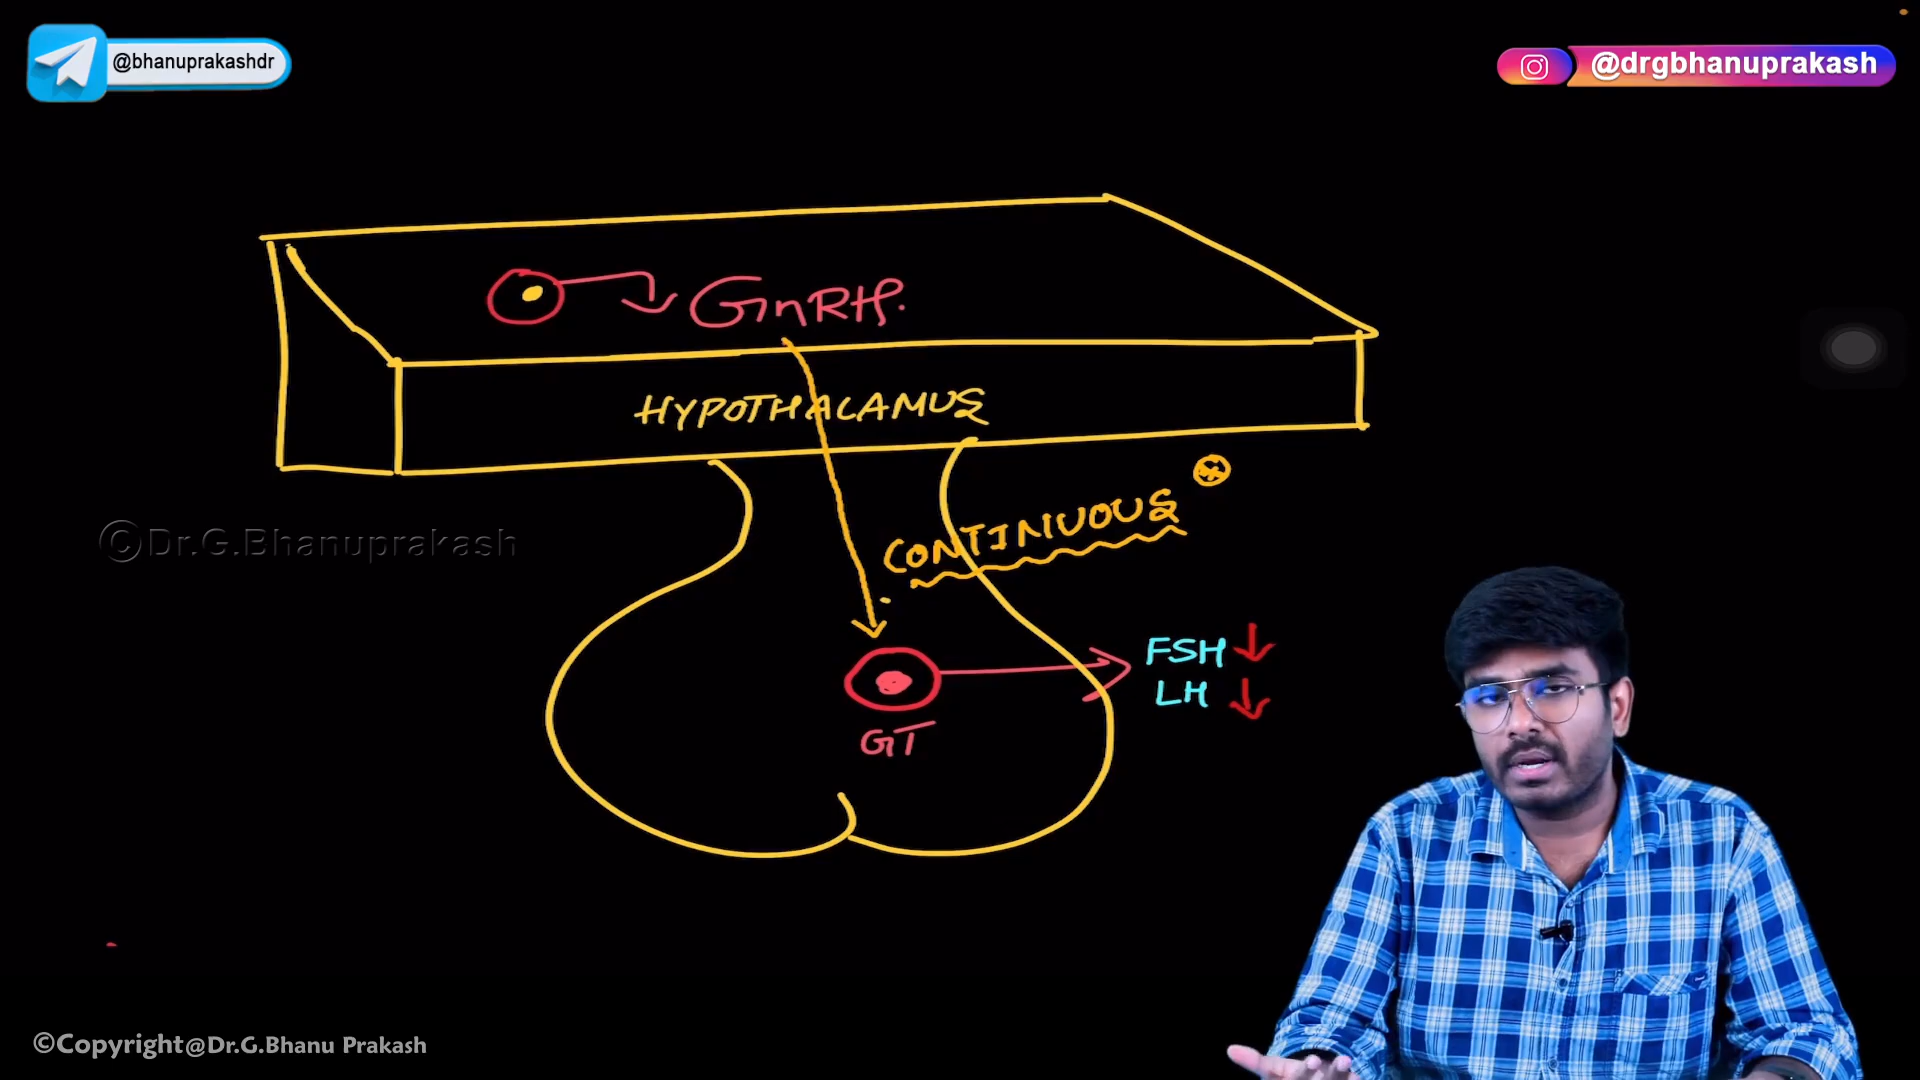 @bhanuprakashdr
@drgbhanuprakash
GnRH.
HYPOTHALAMUS
CONTINUOUS
©Dr.G.Bhanuprakash
FSH ↓
LH ↓
GT
©Copyright@Dr.G.Bhanu Prakash